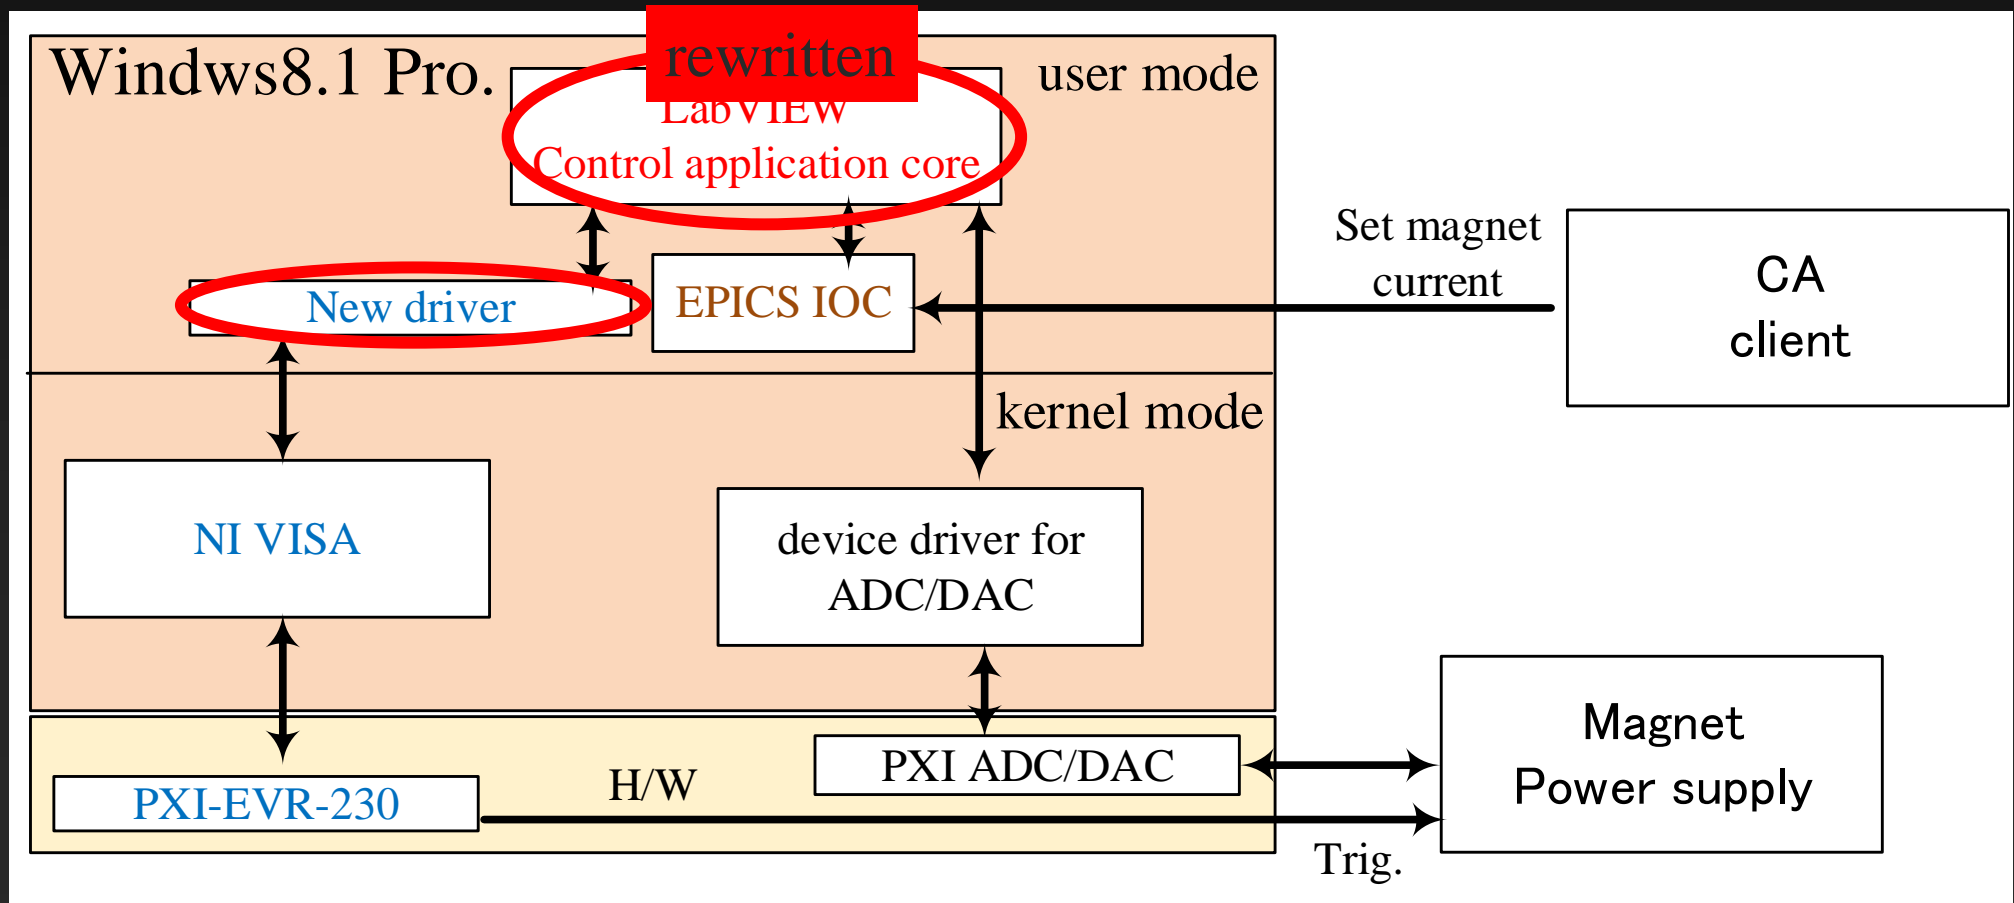 Windws8.1 Pro.
rewritten
user mode
LabVIEW
Control application core
New driver
EPICS IOC
Set magnet
current
CA
client
kernel mode
NI VISA
device driver for
ADC/DAC
PXI-EVR-230
H/W
PXI ADC/DAC
Magnet
Power supply
Trig.